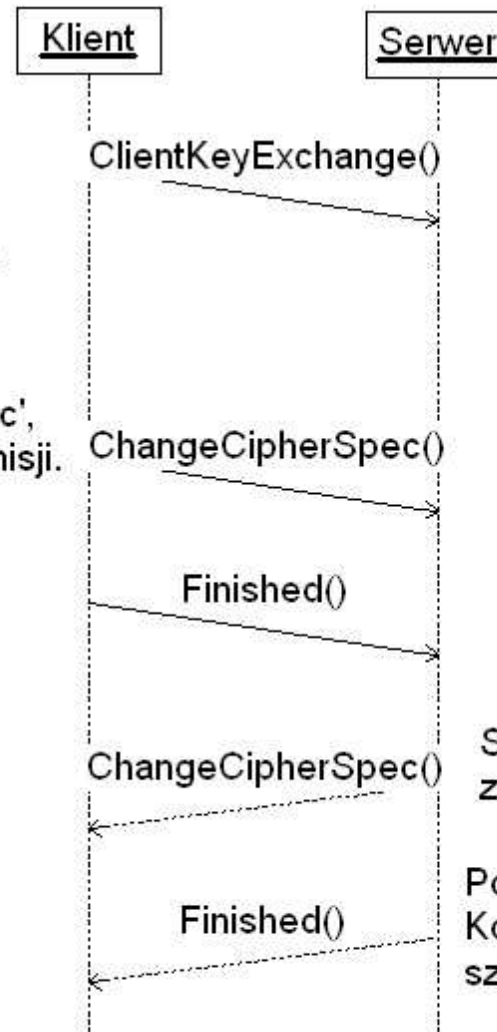 Klient
Serwer
ClientKeyExchange()
ChangeCipherSpec()
Finished()
ChangeCipherSpec()
Finished()